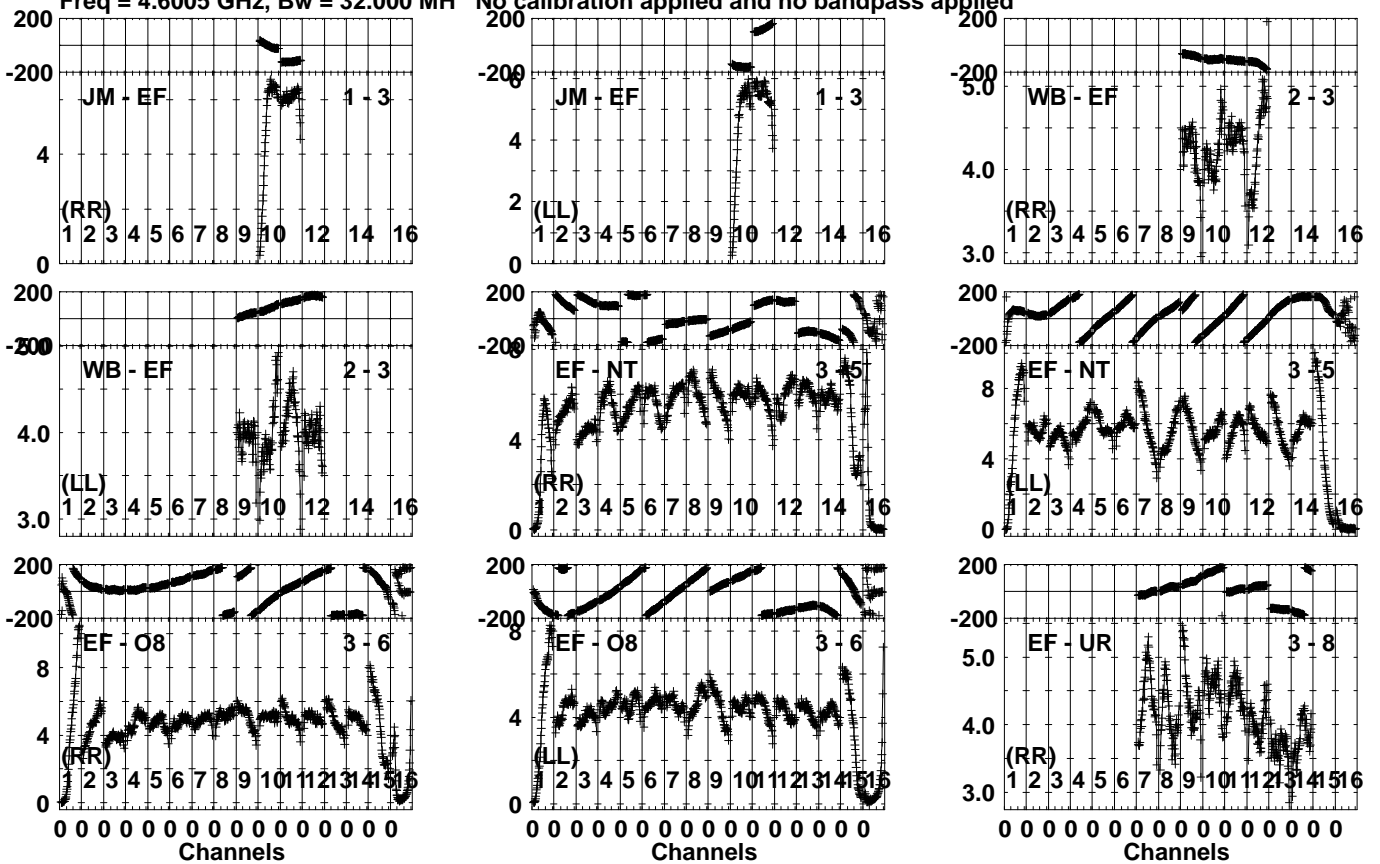 Freq = 4.6005 GHz, Bw = 32.000 MH No calibration applied and no bandpass applied
200
-200
JM - EF 1 - 3
4
(RR)
1 2 3 4 5 6 7 8 9 10 12 14 16
0
200
-200
6
JM - EF 1 - 3
4
2
(LL)
1 2 3 4 5 6 7 8 9 10 12 14 16
0
200
-200
5.0
WB - EF 2 - 3
4.0
(RR)
1 2 3 4 5 6 7 8 9 10 12 14 16
3.0
200
-200
5.0
WB - EF 2 - 3
4.0
(LL)
2 3 4 5 6 7 8 9 10 12 14 16
3.0
200
-200
8
EF - NT 3 - 5
4
(RR)
1 2 3 4 5 6 7 8 9 10 12 14 16
0
200
-200
8
EF - NT 3 - 5
4
(LL)
1 2 3 4 5 6 7 8 9 10 12 14 16
0
200
-200
EF - O8 3 - 6
8
4
(RR)
1 2 3 4 5 6 7 8 9 10 11 12 13 14 15 16
0
200
-200
8
EF - O8 3 - 6
4
(LL)
1 2 3 4 5 6 7 8 9 10 11 12 13 14 15 16
0
200
-200
EF - UR 3 - 8
5.0
4.0
(RR)
1 2 3 4 5 6 7 8 9 10 11 12 13 14 15 16
3.0
0 0 0 0 0 0 0 0 0 0 0 0 0 0 0 0
Channels
0 0 0 0 0 0 0 0 0 0 0 0 0 0 0 0
Channels
0 0 0 0 0 0 0 0 0 0 0 0 0 0 0 0
Channels